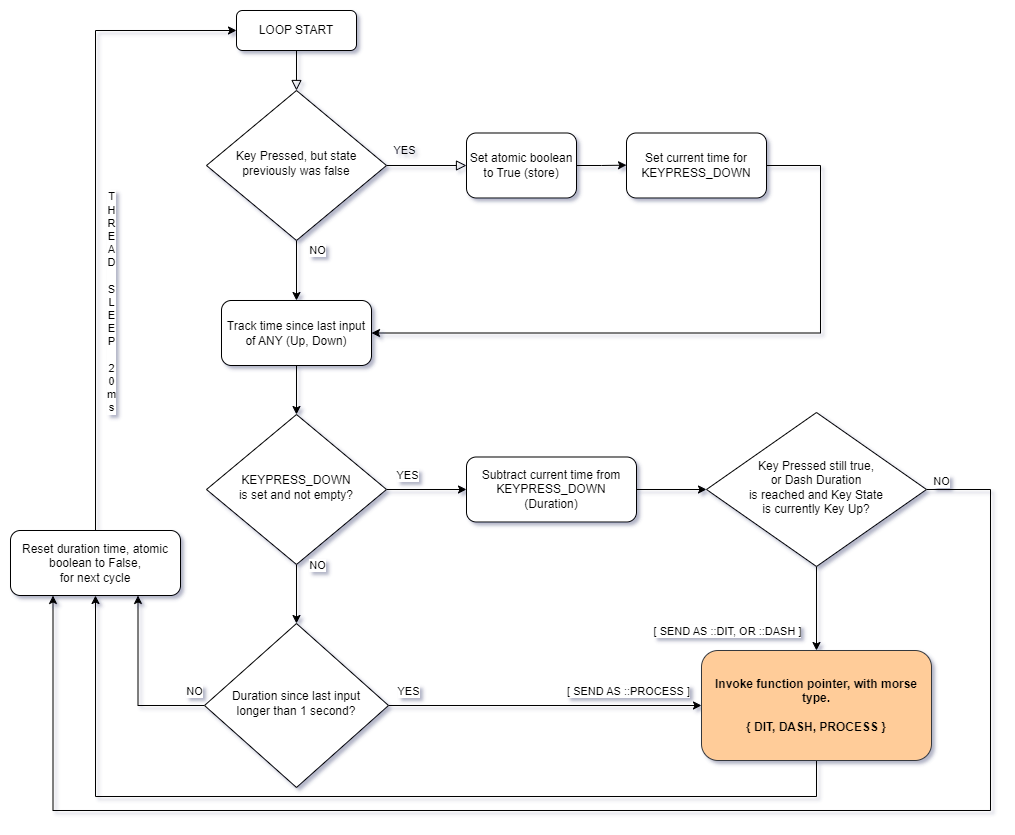 LOOP START
Key Pressed, but state
previously was false
YES
Set atomic boolean
to True (store)
Set current time for
KEYPRESS_DOWN
NO
THREAD SLEEP 20ms
Track time since last input
of ANY (Up, Down)
KEYPRESS_DOWN
is set and not empty?
YES
Subtract current time from
KEYPRESS_DOWN
(Duration)
Key Pressed still true,
or Dash Duration
is reached and Key State
is currently Key Up?
NO
NO
Reset duration time, atomic
boolean to False,
for next cycle
[ SEND AS ::DIT, OR ::DASH ]
NO
Duration since last input
longer than 1 second?
YES
[ SEND AS ::PROCESS ]
Invoke function pointer, with morse
type.
{ DIT, DASH, PROCESS }